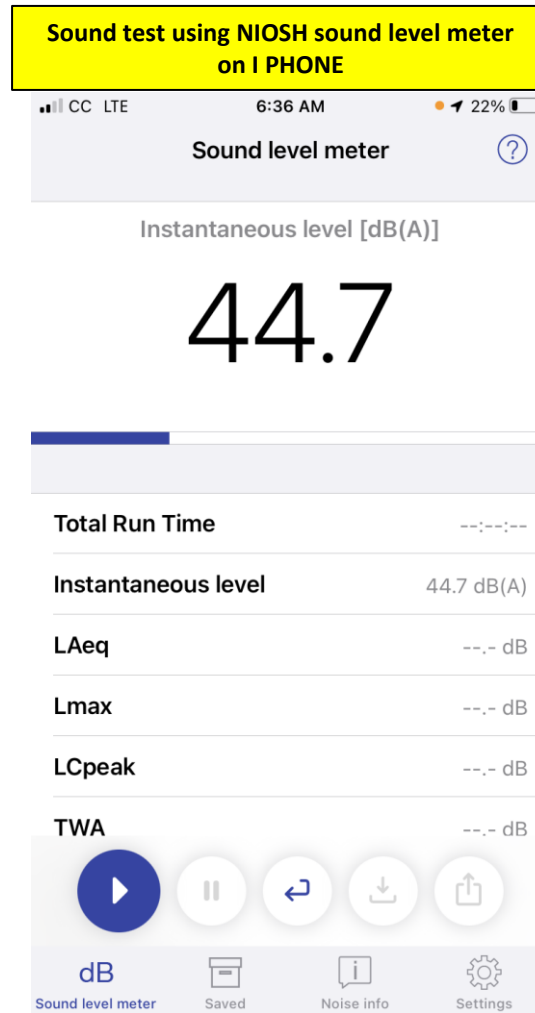 Sound test using NIOSH sound level meter
on I PHONE
CC LTE 6:36 AM 22%
Sound level meter ?
Instantaneous level [dB(A)]
44.7
Total Run Time --:--:--
Instantaneous level 44.7 dB(A)
LAeq --.- dB
Lmax --.- dB
LCpeak --.- dB
TWA --.- dB
dB
Sound level meter Saved Noise info Settings